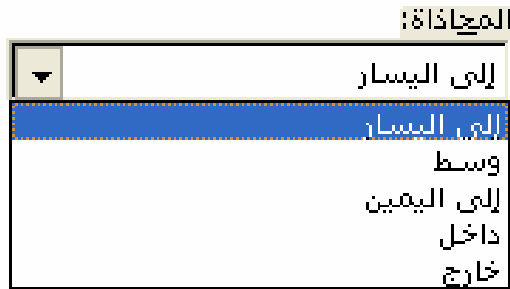 المحاذاة:
إلى اليسار
إلى اليسار
وسط
إلى اليمين
داخل
خارج